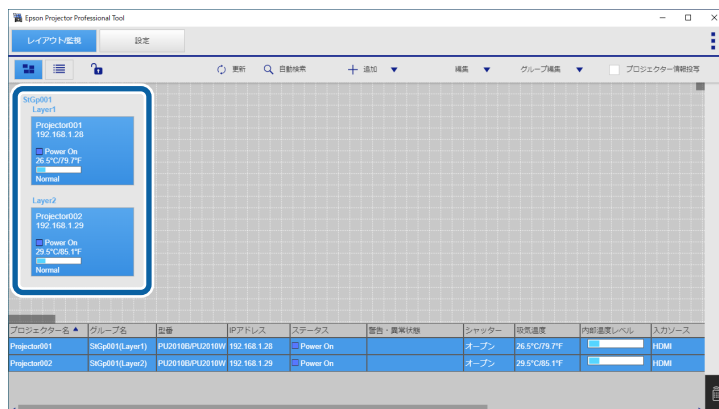 Epson Projector Professional Tool
レイアウト/監視 設定
更新 自動検索 追加 編集 グループ編集 プロジェクター情報投写
StGp001
Layer1
Projector001
192.168.1.28
Power On
26.5°C/79.7°F
Normal
Layer2
Projector002
192.168.1.29
Power On
29.5°C/85.1°F
Normal
プロジェクター名 グループ名 型番 IPアドレス ステータス 警告・異常状態 シャッター 吸気温度 内部温度レベル 入力ソース
Projector001 StGp001(Layer1) PU2010B/PU2010W 192.168.1.28 Power On オープン 26.5°C/79.7°F HDMI
Projector002 StGp001(Layer2) PU2010B/PU2010W 192.168.1.29 Power On オープン 29.5°C/85.1°F HDMI